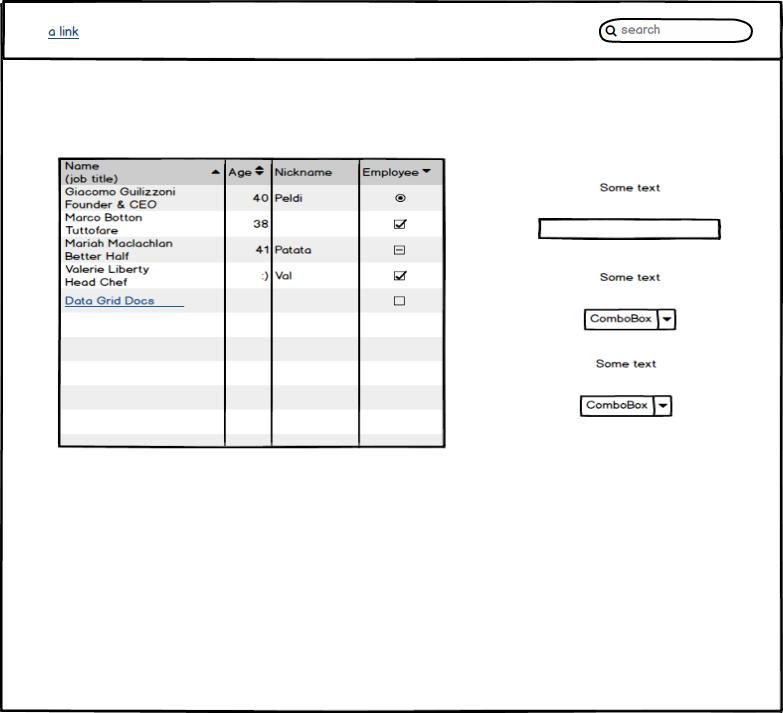 a link
search
Name
(job title)
Age
Nickname
Employee
Giacomo Guilizzoni
Founder & CEO
40
Peldi
Marco Botton
Tuttofare
38
Mariah Maclachlan
Better Half
41
Patata
Valerie Liberty
Head Chef
:)
Val
Data Grid Docs
Some text
Some text
ComboBox
Some text
ComboBox